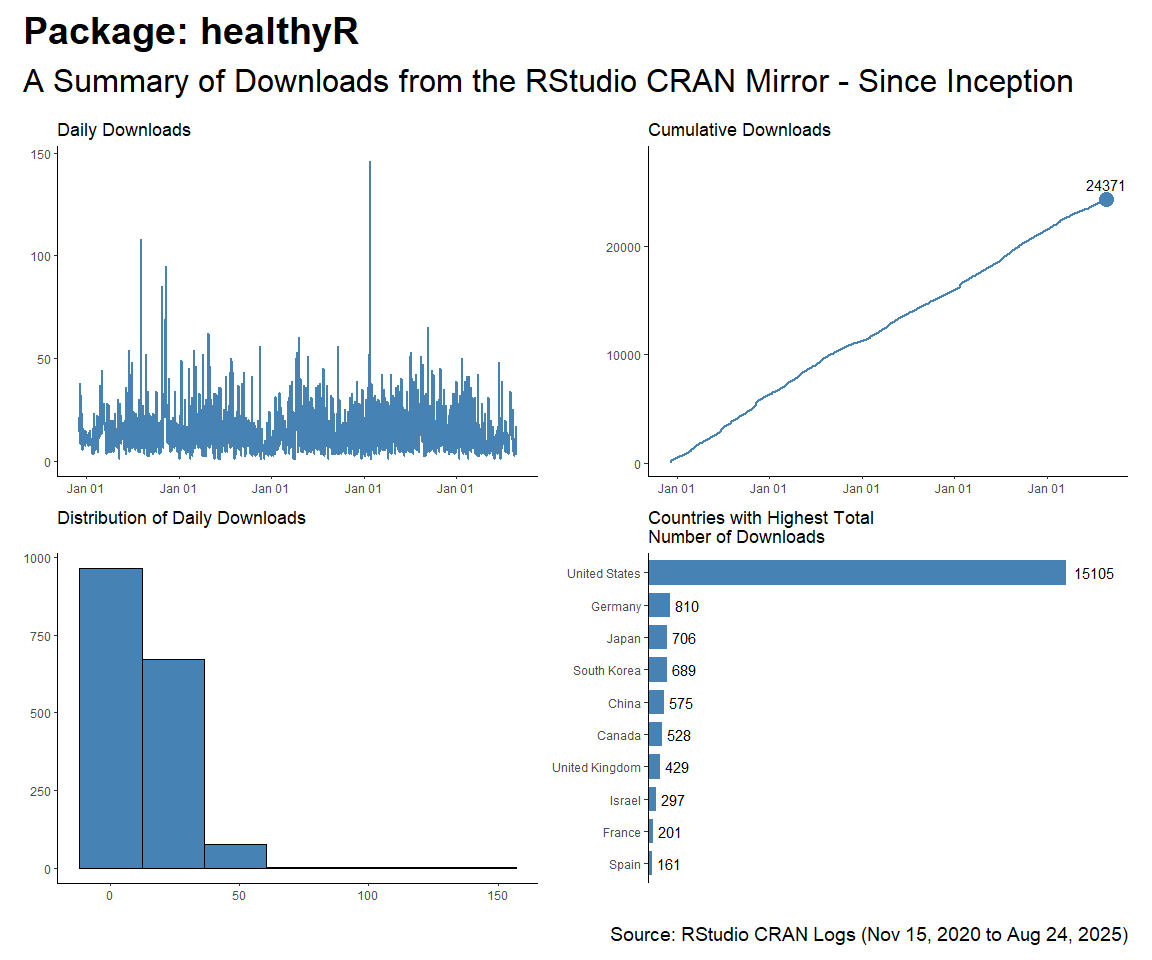 Package: healthyR
A Summary of Downloads from the RStudio CRAN Mirror - Since Inception
Daily Downloads
150
100
50
0
Jan 01 Jan 01 Jan 01 Jan 01 Jan 01
Cumulative Downloads
24371
20000
10000
0
Jan 01 Jan 01 Jan 01 Jan 01 Jan 01
Distribution of Daily Downloads
1000
750
500
250
0
0 50 100 150
Countries with Highest Total
Number of Downloads
United States 15105
Germany 810
Japan 706
South Korea 689
China 575
Canada 528
United Kingdom 429
Israel 297
France 201
Spain 161
Source: RStudio CRAN Logs (Nov 15, 2020 to Aug 24, 2025)